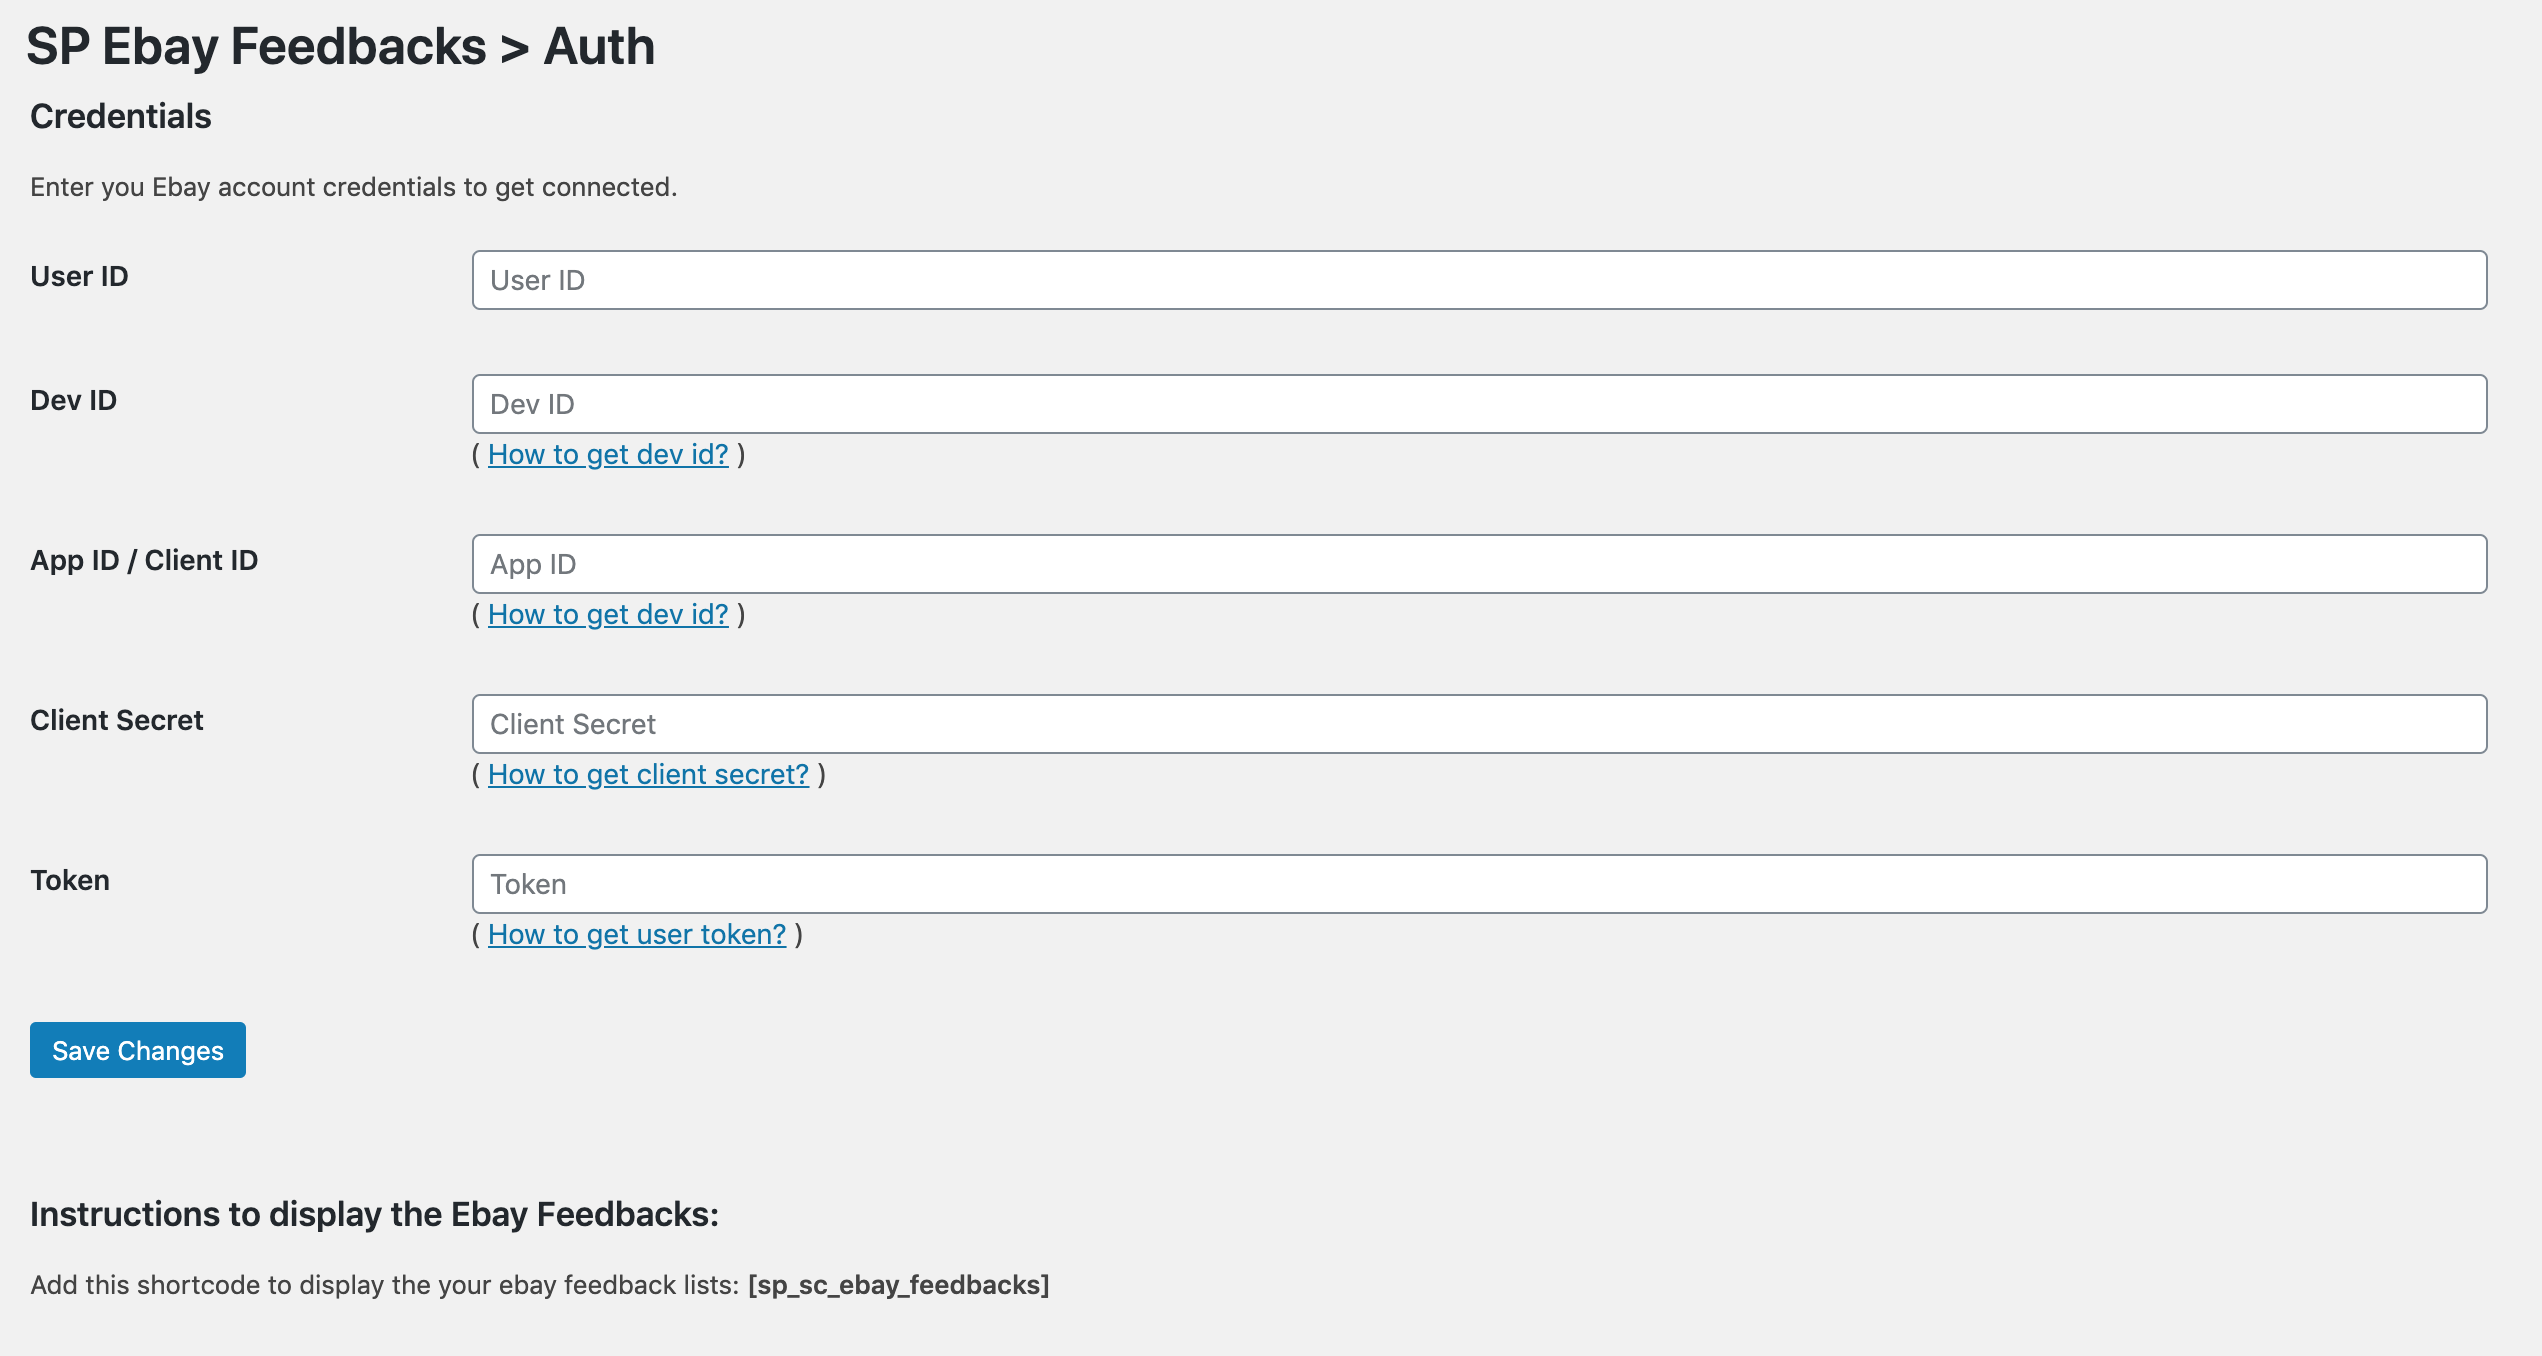 SP Ebay Feedbacks > Auth
Credentials
Enter you Ebay account credentials to get connected.
User ID
User ID
Dev ID
Dev ID
( How to get dev id? )
App ID / Client ID
App ID
( How to get dev id? )
Client Secret
Client Secret
( How to get client secret? )
Token
Token
( How to get user token? )
Save Changes
Instructions to display the Ebay Feedbacks:
Add this shortcode to display the your ebay feedback lists: [sp_sc_ebay_feedbacks]